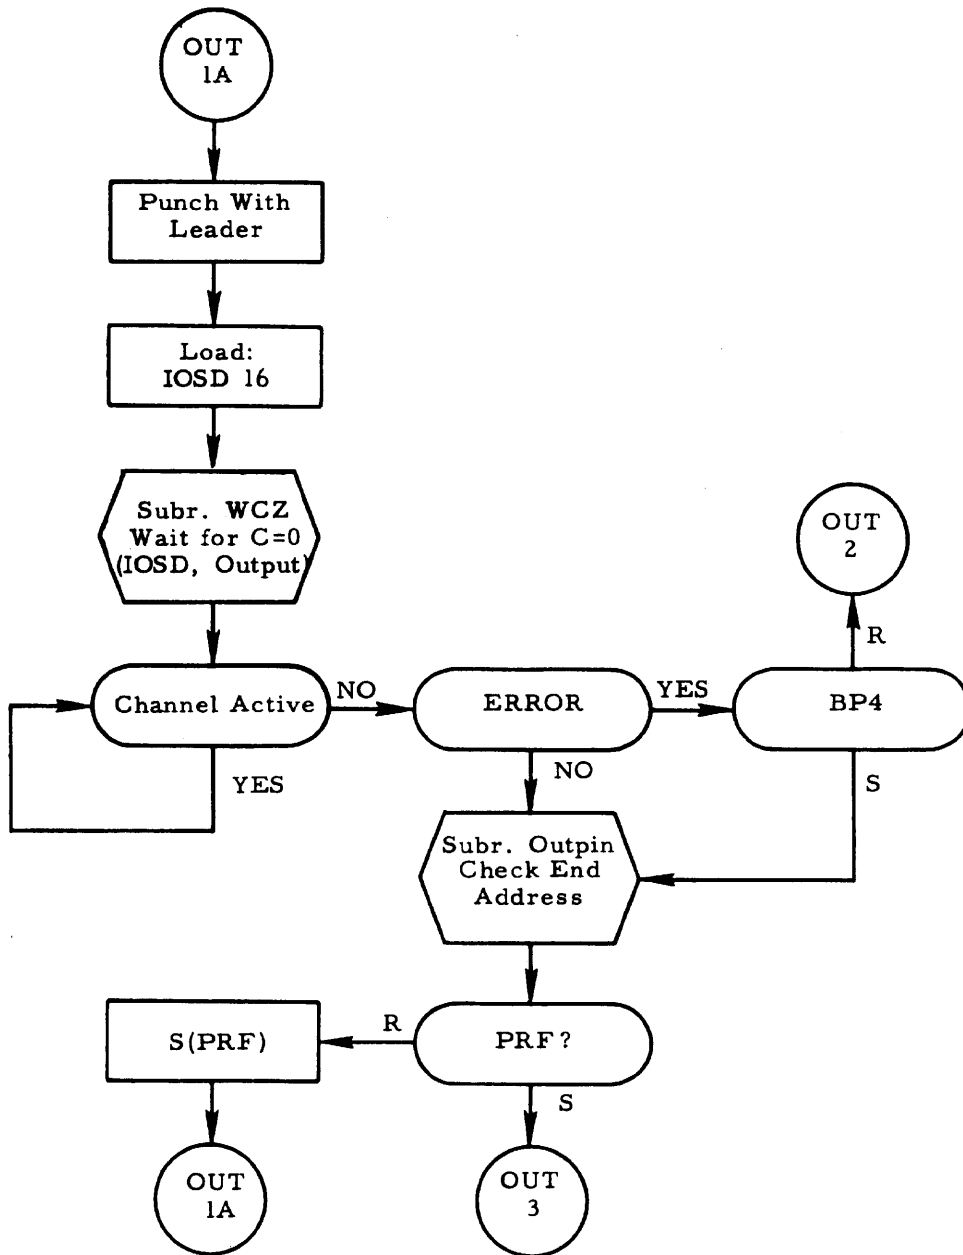 OUT
1A
Punch With
Leader
Load:
IOSD 16
Subr. WCZ
Wait for C=0
(IOSD, Output)
OUT
2
R
Channel Active
NO
ERROR
YES
BP4
YES
NO
S
Subr. Outpin
Check End
Address
S(PRF)
R
PRF?
S
OUT
1A
OUT
3